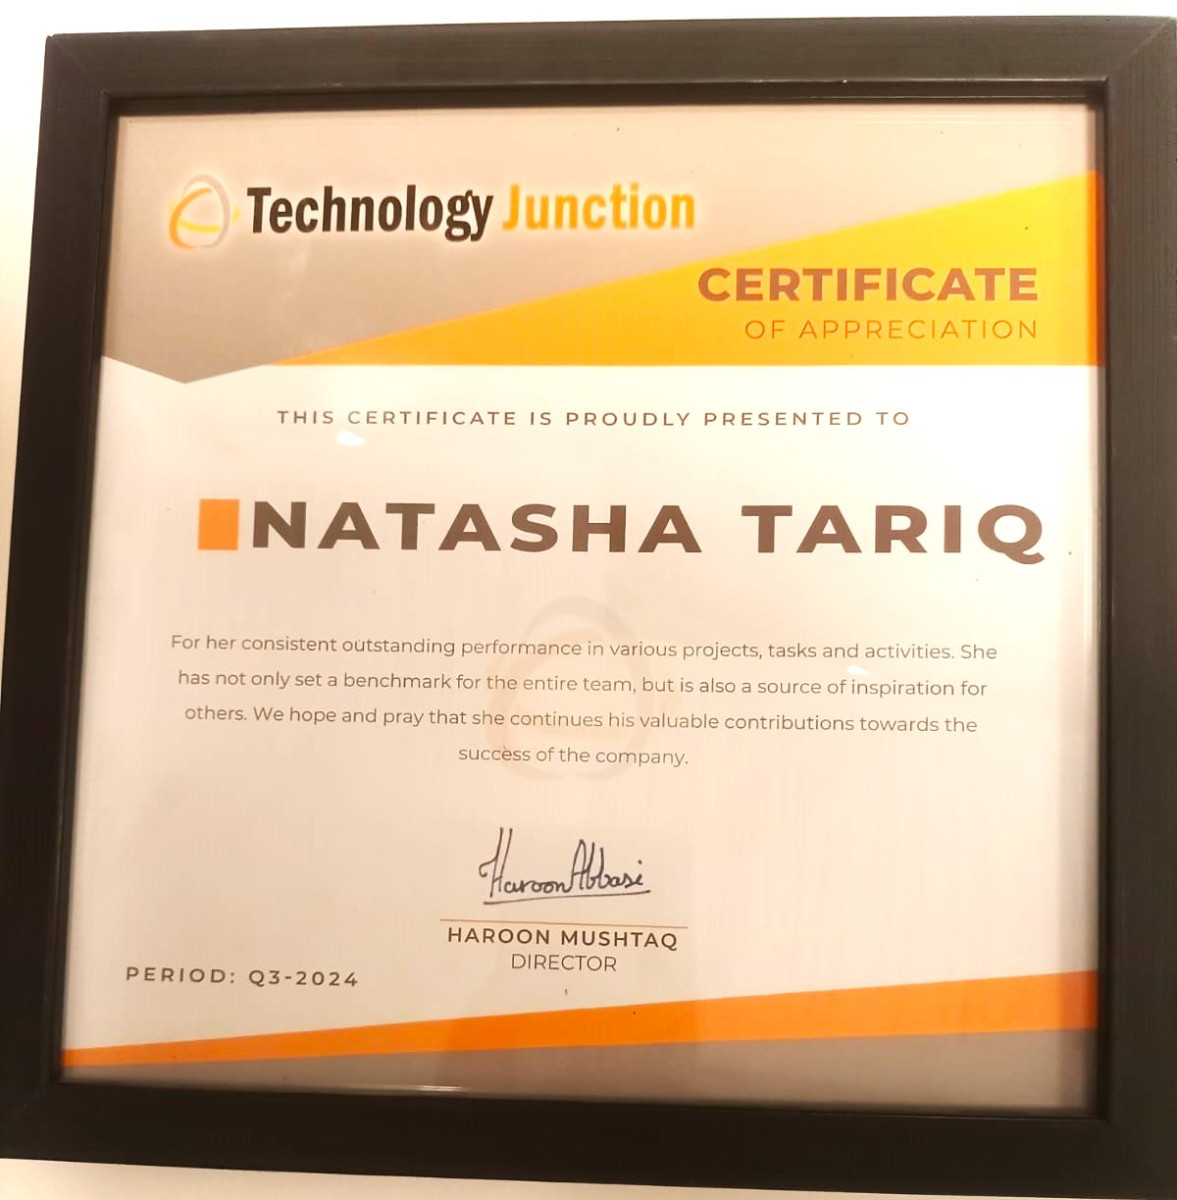 Technology Junction
CERTIFICATE
OF APPRECIATION
THIS CERTIFICATE IS PROUDLY PRESENTED TO
NATASHA TARIQ
For her consistent outstanding performance in various projects, tasks and activities. She
has not only set a benchmark for the entire team, but is also a source of inspiration for
others. We hope and pray that she continues his valuable contributions towards the
success of the company.
Haroon Abbasi
HAROON MUSHTAQ
DIRECTOR
PERIOD: Q3-2024